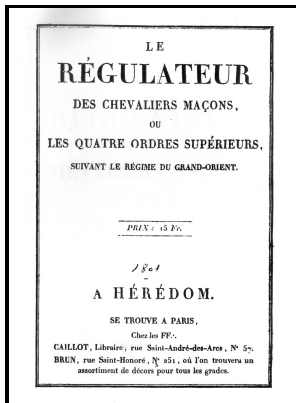 LE
RÉGULATEUR
DES CHEVALIERS MAÇONS,
OU
LES QUATRE ORDRES SUPÉRIEURS,
SUIVANT LE RÉGIME DU GRAND-ORIENT.
PRIX : 15 Fr.
1801
A HÉRÉDOM.
SE TROUVE A PARIS,
Chez les FF∴
CAILLOT, Libraire, rue Saint-André-des-Arcs, Nº 57.
BRUN, rue Saint-Honoré, Nº 251, où l'on trouvera un
assortiment de décors pour tous les grades.